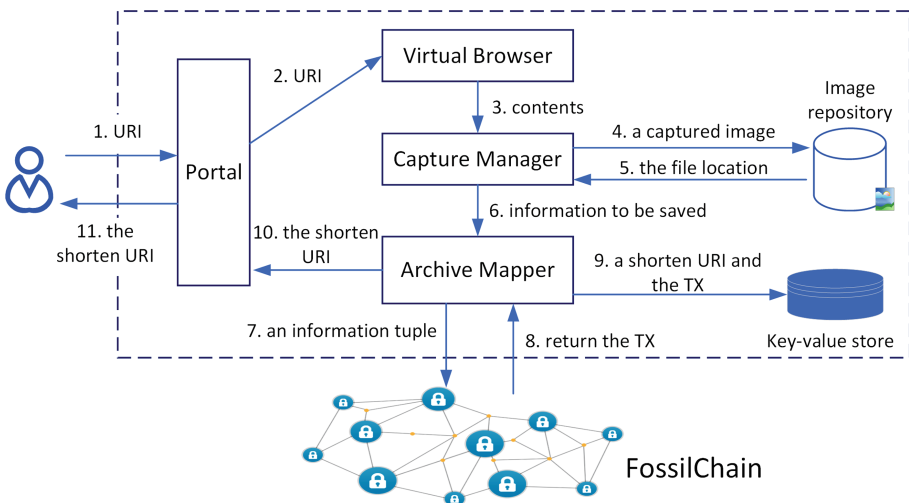 Virtual Browser
2. URI
3. contents
Image
repository
1. URI
4. a captured image
Portal
Capture Manager
5. the file location
6. information to be saved
11. the
shorten URI
10. the shorten
URI
Archive Mapper
9. a shorten URI and
the TX
7. an information tuple
8. return the TX
Key-value store
FossilChain